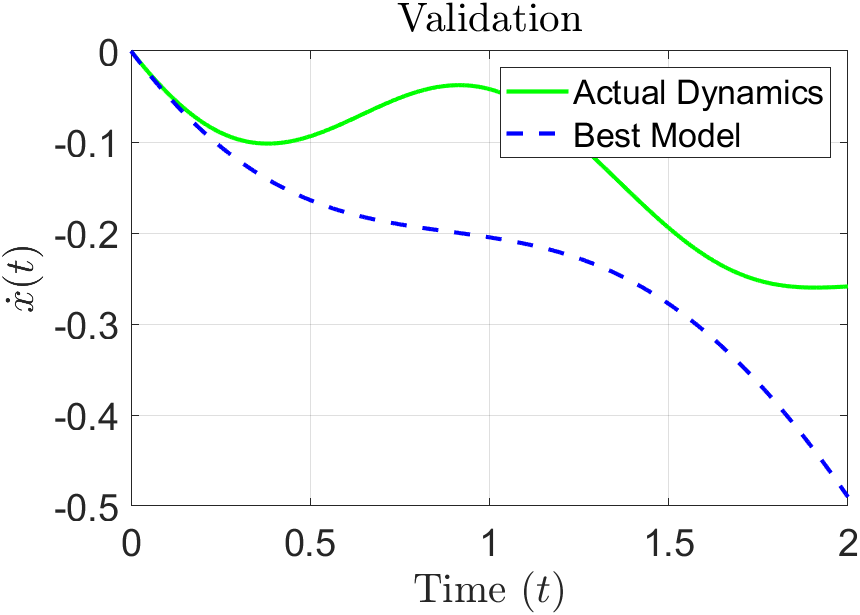 Validation
0
-0.1
-0.2
-0.3
-0.4
-0.5
ẋ(t)
Actual Dynamics
Best Model
0
0.5
1
1.5
2
Time (t)